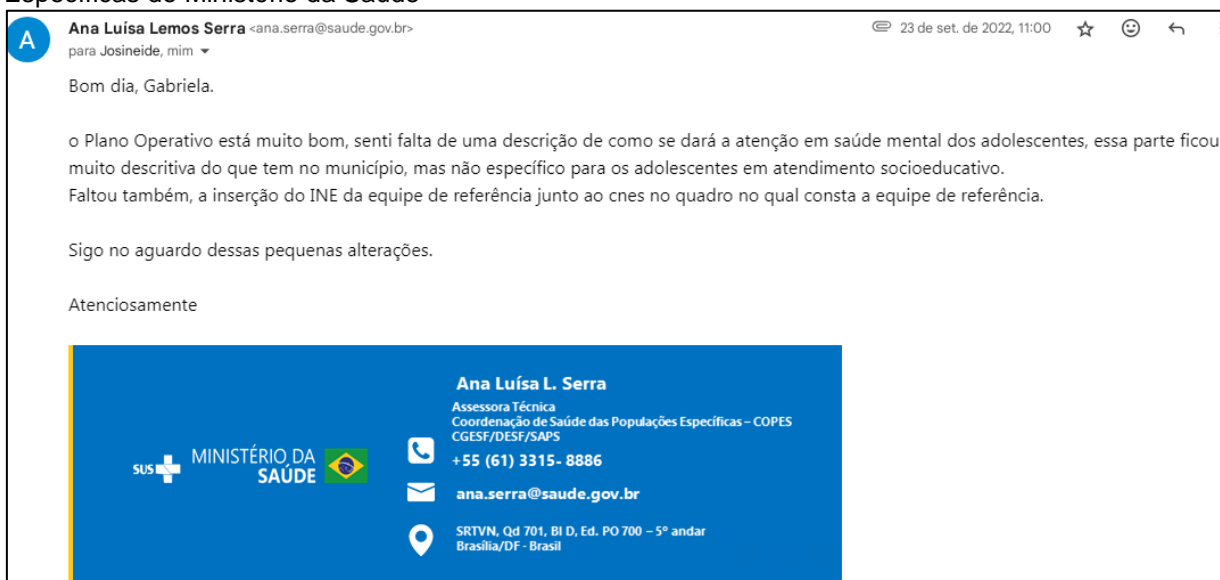 Específicas do Ministério da Saúde
A
Ana Luísa Lemos Serra <ana.serra@saude.gov.br>
23 de set. de 2022, 11:00
para Josineide, mim
Bom dia, Gabriela.
o Plano Operativo está muito bom, senti falta de uma descrição de como se dará a atenção em saúde mental dos adolescentes, essa parte ficou
muito descritiva do que tem no município, mas não específico para os adolescentes em atendimento socioeducativo.
Faltou também, a inserção do INE da equipe de referência junto ao cnes no quadro no qual consta a equipe de referência.
Sigo no aguardo dessas pequenas alterações.
Atenciosamente
SUS
MINISTÉRIO DA
SAÚDE
Ana Luísa L. Serra
Assessora Técnica
Coordenação de Saúde das Populações Específicas – COPES
CGESF/DESF/SAPS
+55 (61) 3315- 8886
ana.serra@saude.gov.br
SRTVN, Qd 701, Bl D, Ed. PO 700 – 5º andar
Brasília/DF - Brasil